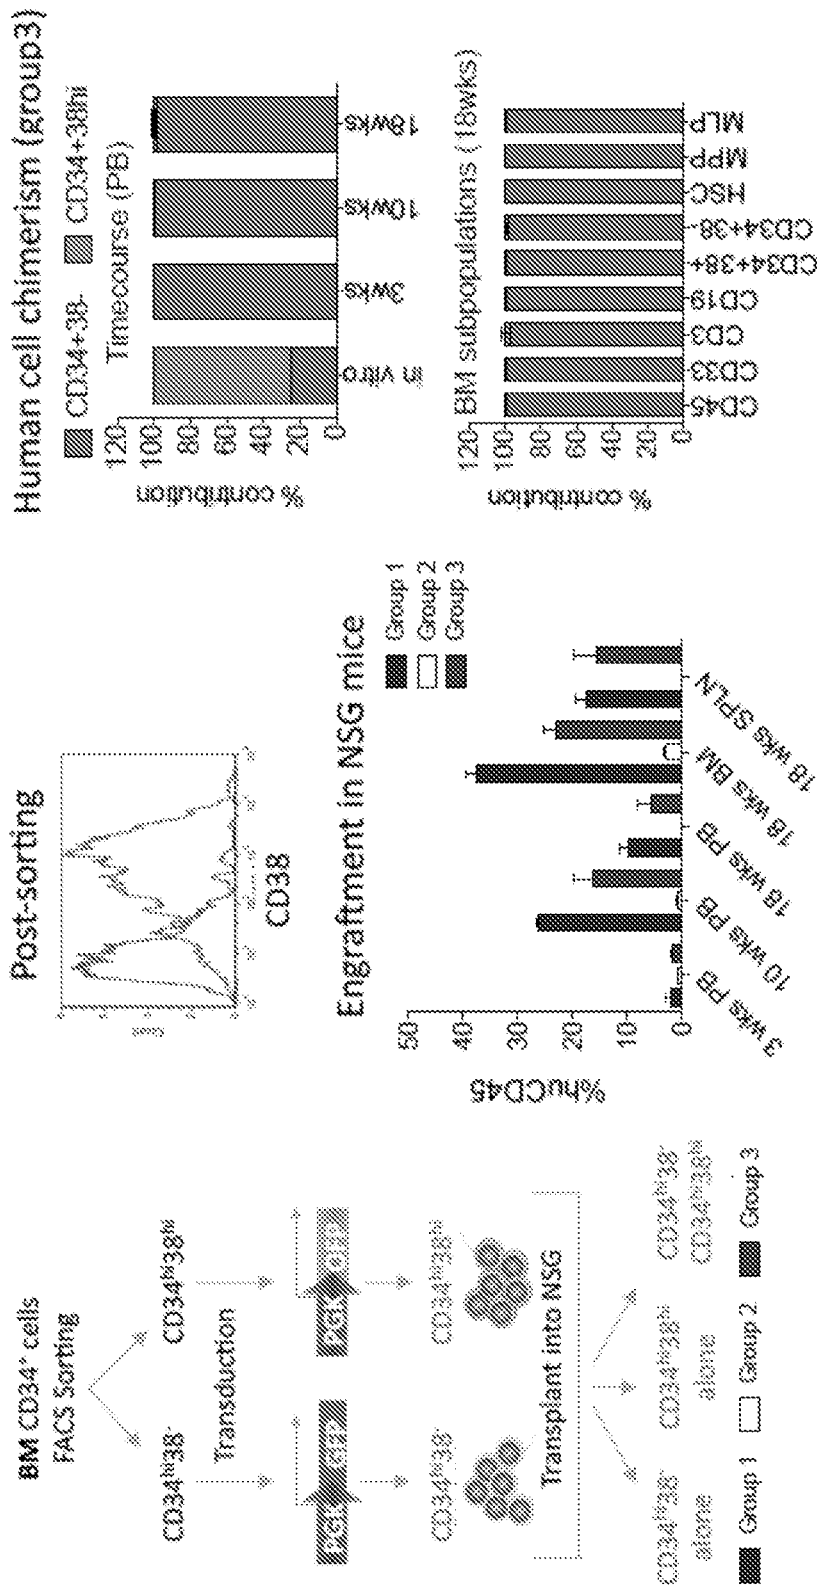 BM CD34+ cells
FACS Sorting
CD34hi38-
CD34hi38hi
Transduction
PGK
PGK
CD34hi38-
CD34hi38hi
Transplant into NSG
CD34hi38-
alone
CD34hi38hi
alone
CD34hi38-
CD34hi38hi
Group 1
Group 2
Group 3
Post-sorting
CD38
Engraftment in NSG mice
Group 1
Group 2
Group 3
%huCD45
50
40
30
20
10
0
3 wks PB
10 wks PB
18 wks PB
18 wks BM
18 wks SPLN
Human cell chimerism (group3)
CD34+38-
CD34+38hi
Timecourse (PB)
% contribution
120
100
80
60
40
20
0
in vitro
3wks
10wks
18wks
BM subpopulations (18wks)
% contribution
120
100
80
60
40
20
0
CD45
CD33
CD3
CD19
CD34+38+
CD34+38-
HSC
MPP
MLP